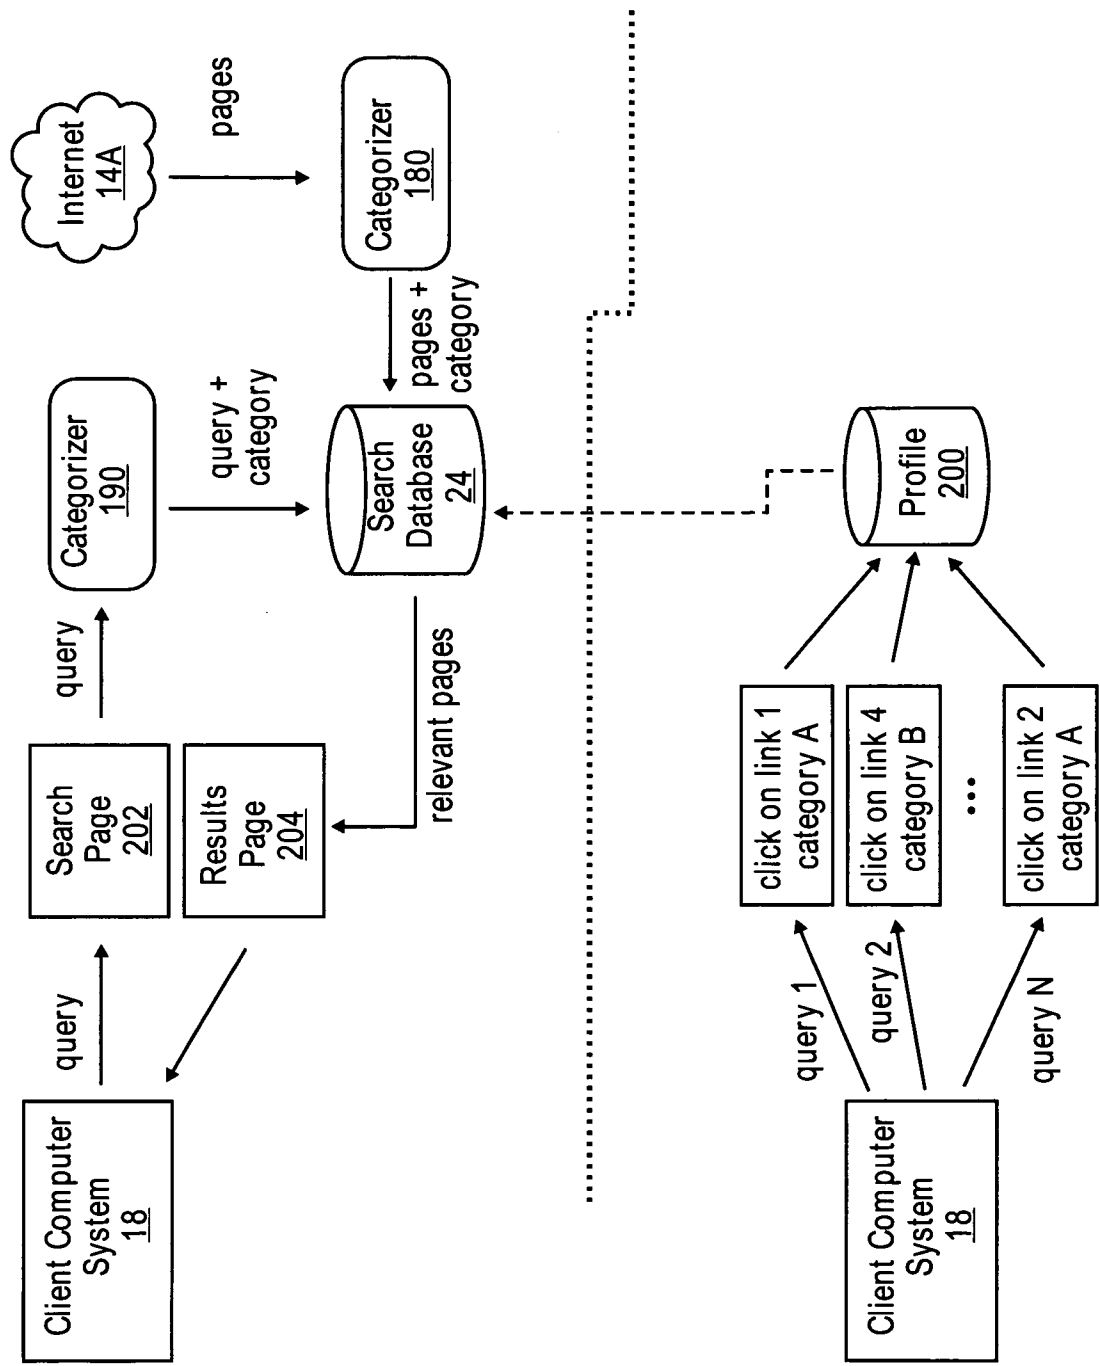 Client Computer
System
18
query
Search
Page
202
Results
Page
204
query
Categorizer
190
query +
category
Internet
14A
pages
Categorizer
180
pages +
category
Search
Database
24
relevant pages
Client Computer
System
18
query 1
query 2
query N
click on link 1
category A
click on link 4
category B
...
click on link 2
category A
Profile
200